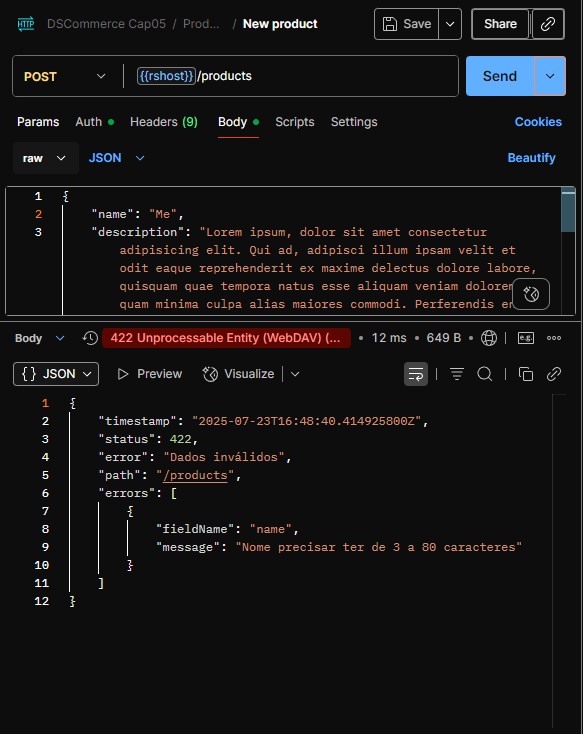 HTTP DSCommerce Cap05 / Prod... / New product Save Share
POST {{rshost}}/products Send
Params Auth Headers (9) Body Scripts Settings Cookies
raw JSON Beautify
1 {
2 "name": "Me",
3 "description": "Lorem ipsum, dolor sit amet consectetur
adipisicing elit. Qui ad, adipisci illum ipsam velit et
odit eaque reprehenderit ex maxime delectus dolore labore,
quisquam quae tempora natus esse aliquam veniam dolorem
quam minima culpa alias maiores commodi. Perferendis en
Body 422 Unprocessable Entity (WebDAV) (... • 12 ms • 649 B e.g.
{ } JSON Preview Visualize
1 {
2 "timestamp": "2025-07-23T16:48:40.414925800Z",
3 "status": 422,
4 "error": "Dados inválidos",
5 "path": "/products",
6 "errors": [
7 {
8 "fieldName": "name",
9 "message": "Nome precisar ter de 3 a 80 caracteres"
10 }
11 ]
12 }